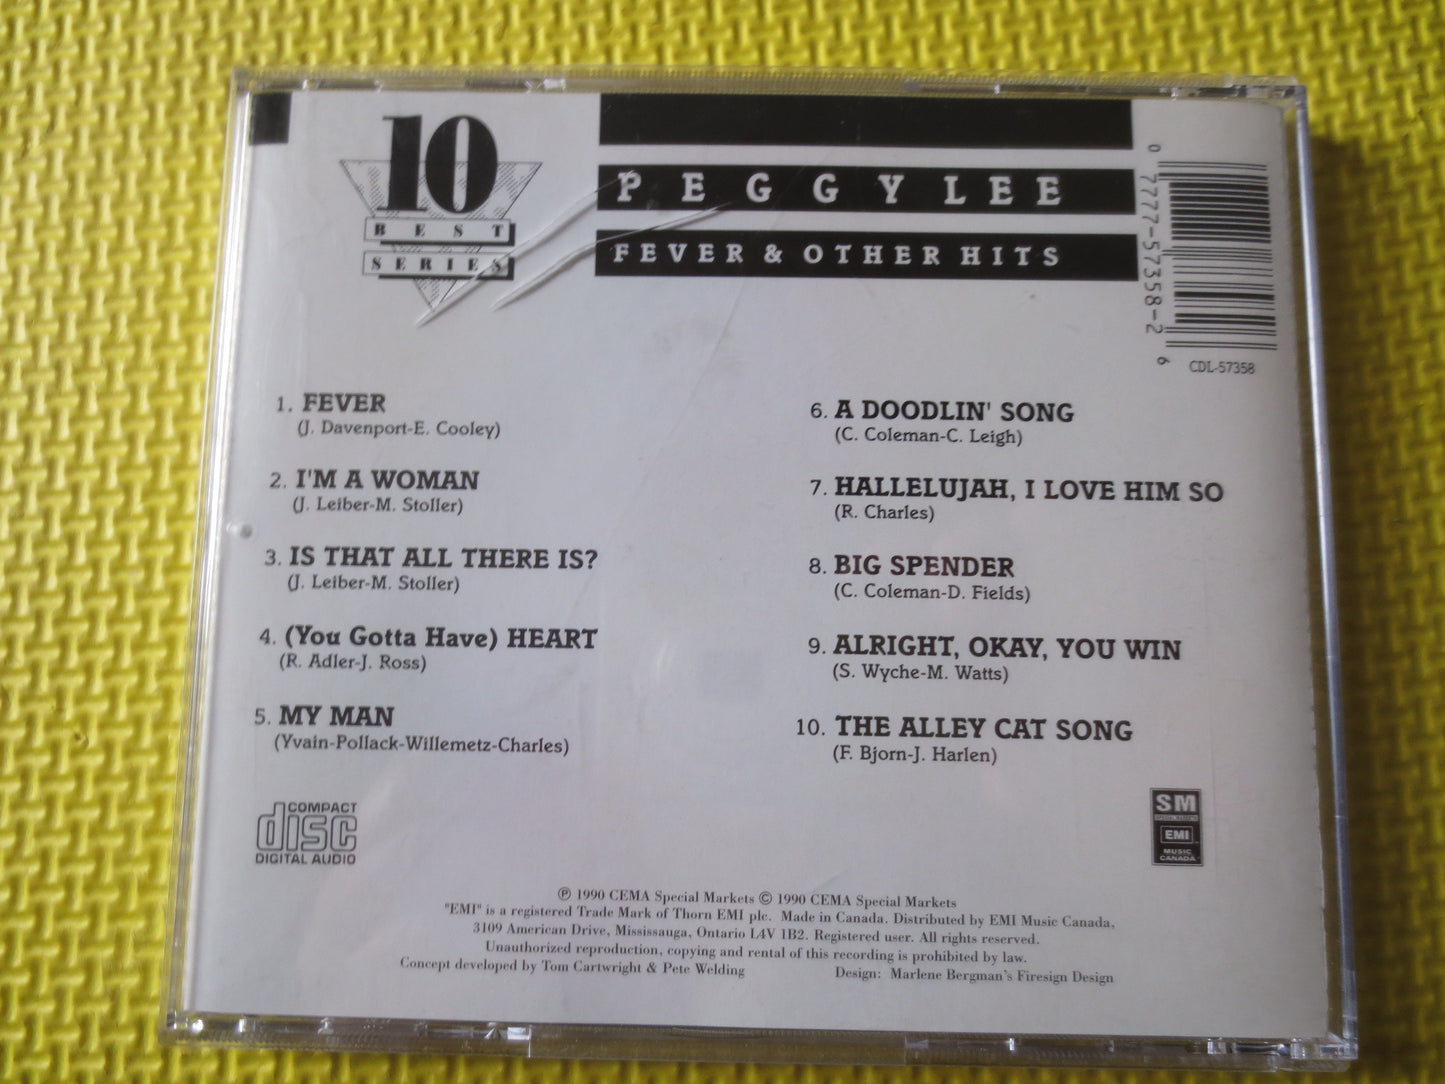 10
BEST
SERIES
PEGGY LEE
FEVER & OTHER HITS
0 7777-57358-2 6
CDL-57358
1. FEVER
(J. Davenport-E. Cooley)
2. I'M A WOMAN
(J. Leiber-M. Stoller)
3. IS THAT ALL THERE IS?
(J. Leiber-M. Stoller)
4. (You Gotta Have) HEART
(R. Adler-J. Ross)
5. MY MAN
(Yvain-Pollack-Willemetz-Charles)
6. A DOODLIN' SONG
(C. Coleman-C. Leigh)
7. HALLELUJAH, I LOVE HIM SO
(R. Charles)
8. BIG SPENDER
(C. Coleman-D. Fields)
9. ALRIGHT, OKAY, YOU WIN
(S. Wyche-M. Watts)
10. THE ALLEY CAT SONG
(F. Bjorn-J. Harlen)
COMPACT
disc
DIGITAL AUDIO
SM
SPECIAL MARKETS
EMI
MUSIC
CANADA
℗ 1990 CEMA Special Markets © 1990 CEMA Special Markets
"EMI" is a registered Trade Mark of Thorn EMI plc. Made in Canada. Distributed by EMI Music Canada,
3109 American Drive, Mississauga, Ontario L4V 1B2. Registered user. All rights reserved.
Unauthorized reproduction, copying and rental of this recording is prohibited by law.
Concept developed by Tom Cartwright & Pete Welding
Design: Marlene Bergman's Firesign Design